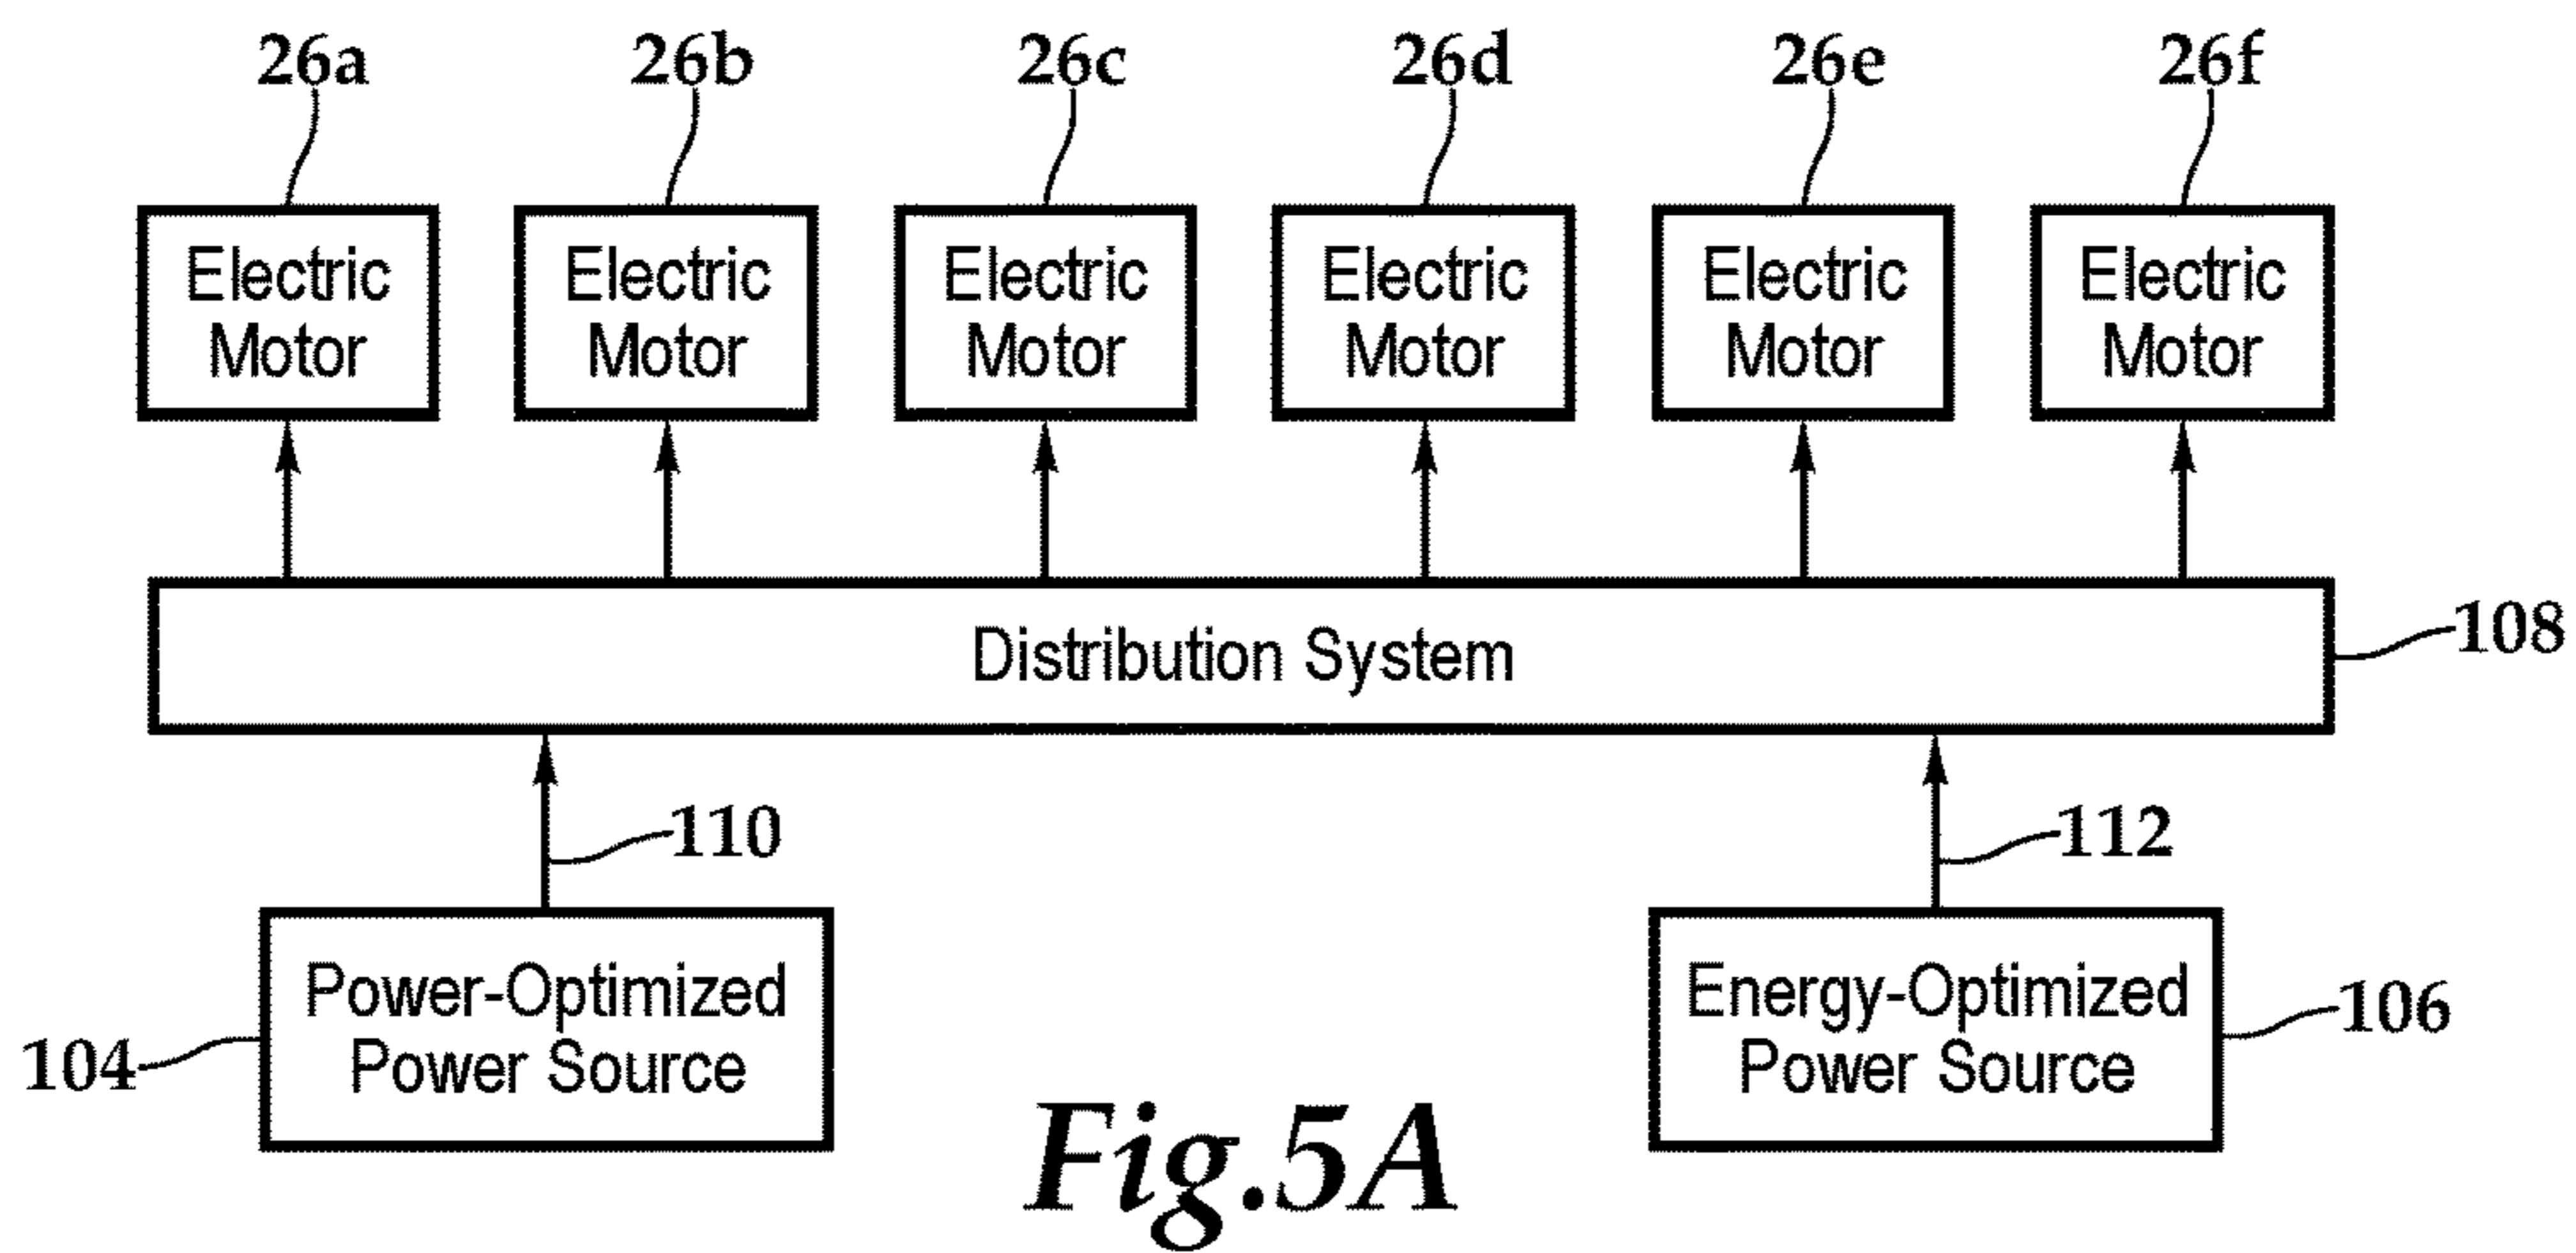 26a 26b 26c 26d 26e 26f
Electric Electric Electric Electric Electric Electric
Motor Motor Motor Motor Motor Motor
Distribution System 108
110 112
Power-Optimized Energy-Optimized 106
104 Power Source Power Source
Fig.5A